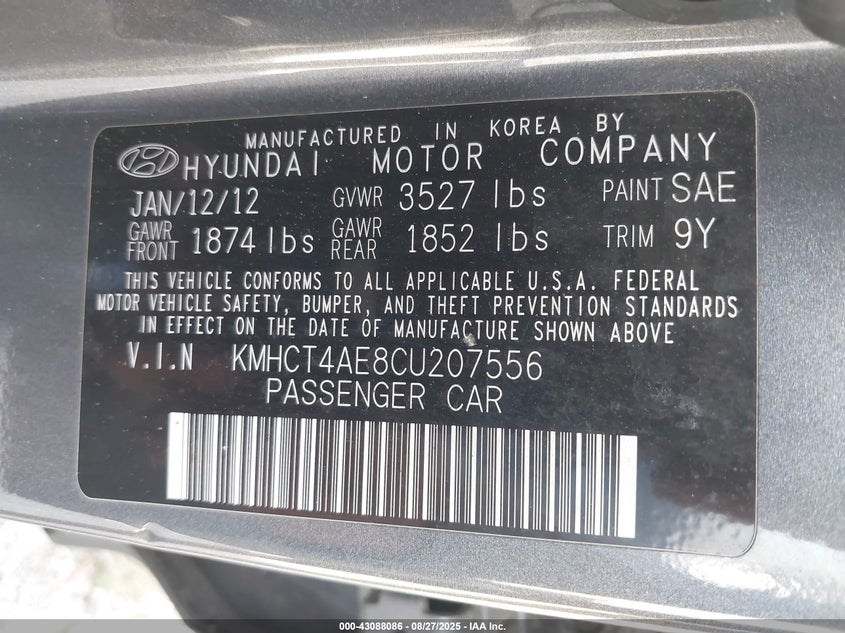 MANUFACTURED IN KOREA BY
HYUNDAI MOTOR COMPANY
JAN/12/12 GVWR 3527 lbs PAINT SAE
GAWR FRONT 1874 lbs GAWR REAR 1852 lbs TRIM 9Y
THIS VEHICLE CONFORMS TO ALL APPLICABLE U.S.A. FEDERAL
MOTOR VEHICLE SAFETY, BUMPER, AND THEFT PREVENTION STANDARDS
IN EFFECT ON THE DATE OF MANUFACTURE SHOWN ABOVE
V.I.N KMHCT4AE8CU207556
PASSENGER CAR
000-43088086 - 08/27/2025 - IAA Inc.